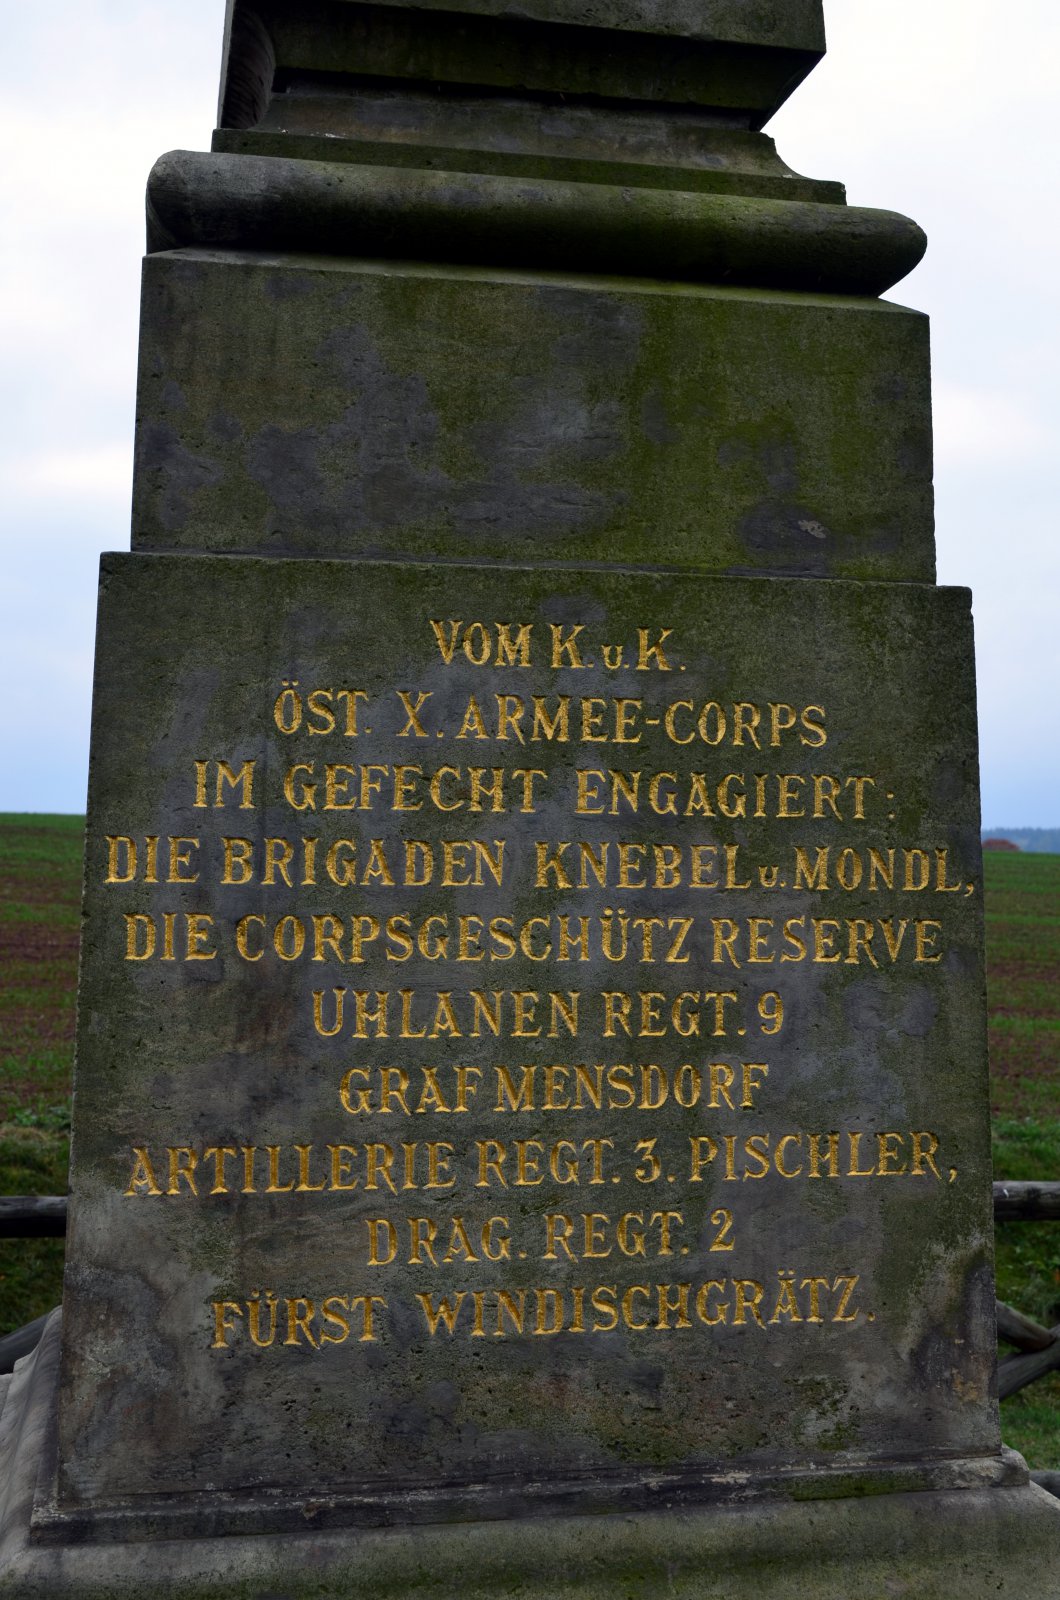 VOM K. u K.
ÖST. X. ARMEE-CORPS
IM GEFECHT ENGAGIERT:
DIE BRIGADEN KNEBEL u. MONDL,
DIE CORPSGESCHÜTZ RESERVE
UHLANEN REGT. 9
GRAF MENSDORF
ARTILLERIE REGT. 3. PISCHLER,
DRAG. REGT. 2
FÜRST WINDISCHGRÄTZ.